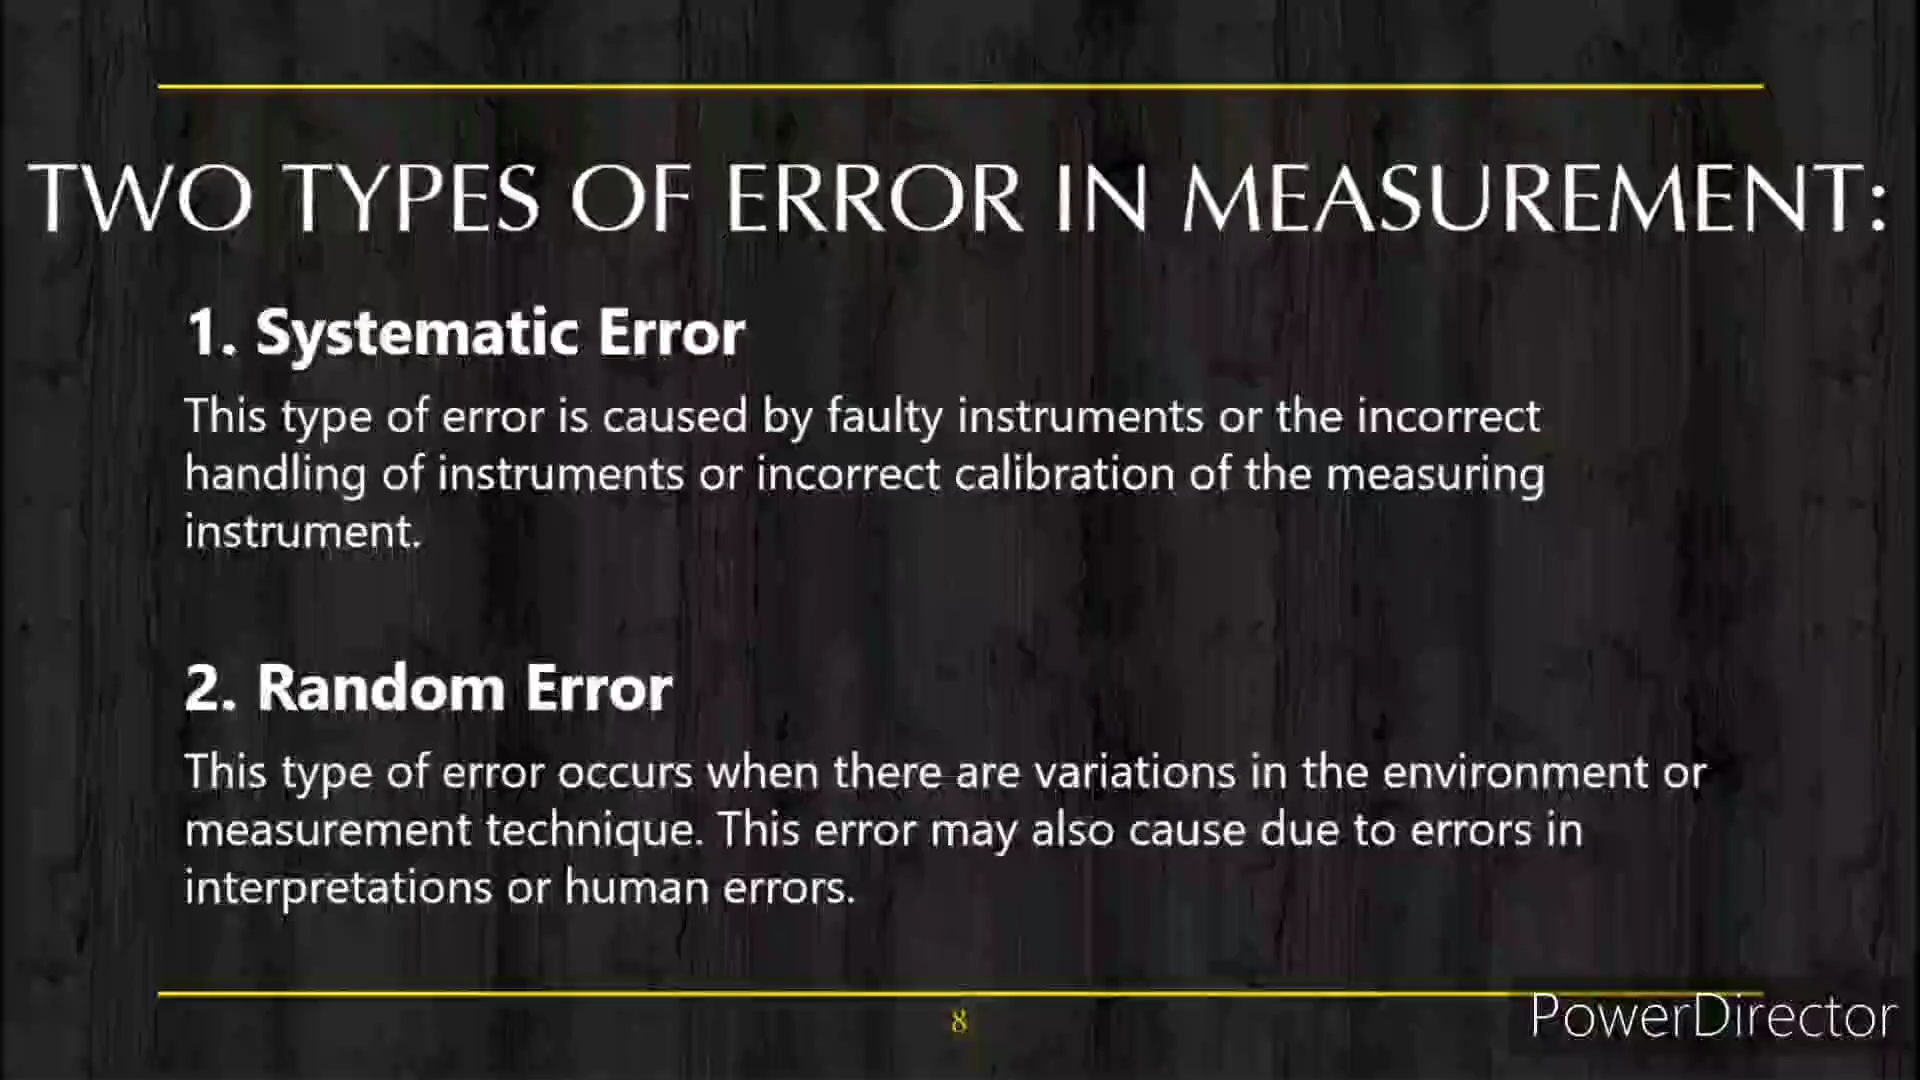 TWO TYPES OF ERROR IN MEASUREMENT:
1. Systematic Error
This type of error is caused by faulty instruments or the incorrect
handling of instruments or incorrect calibration of the measuring
instrument.
2. Random Error
This type of error occurs when there are variations in the environment or
measurement technique. This error may also cause due to errors in
interpretations or human errors.
8
PowerDirector